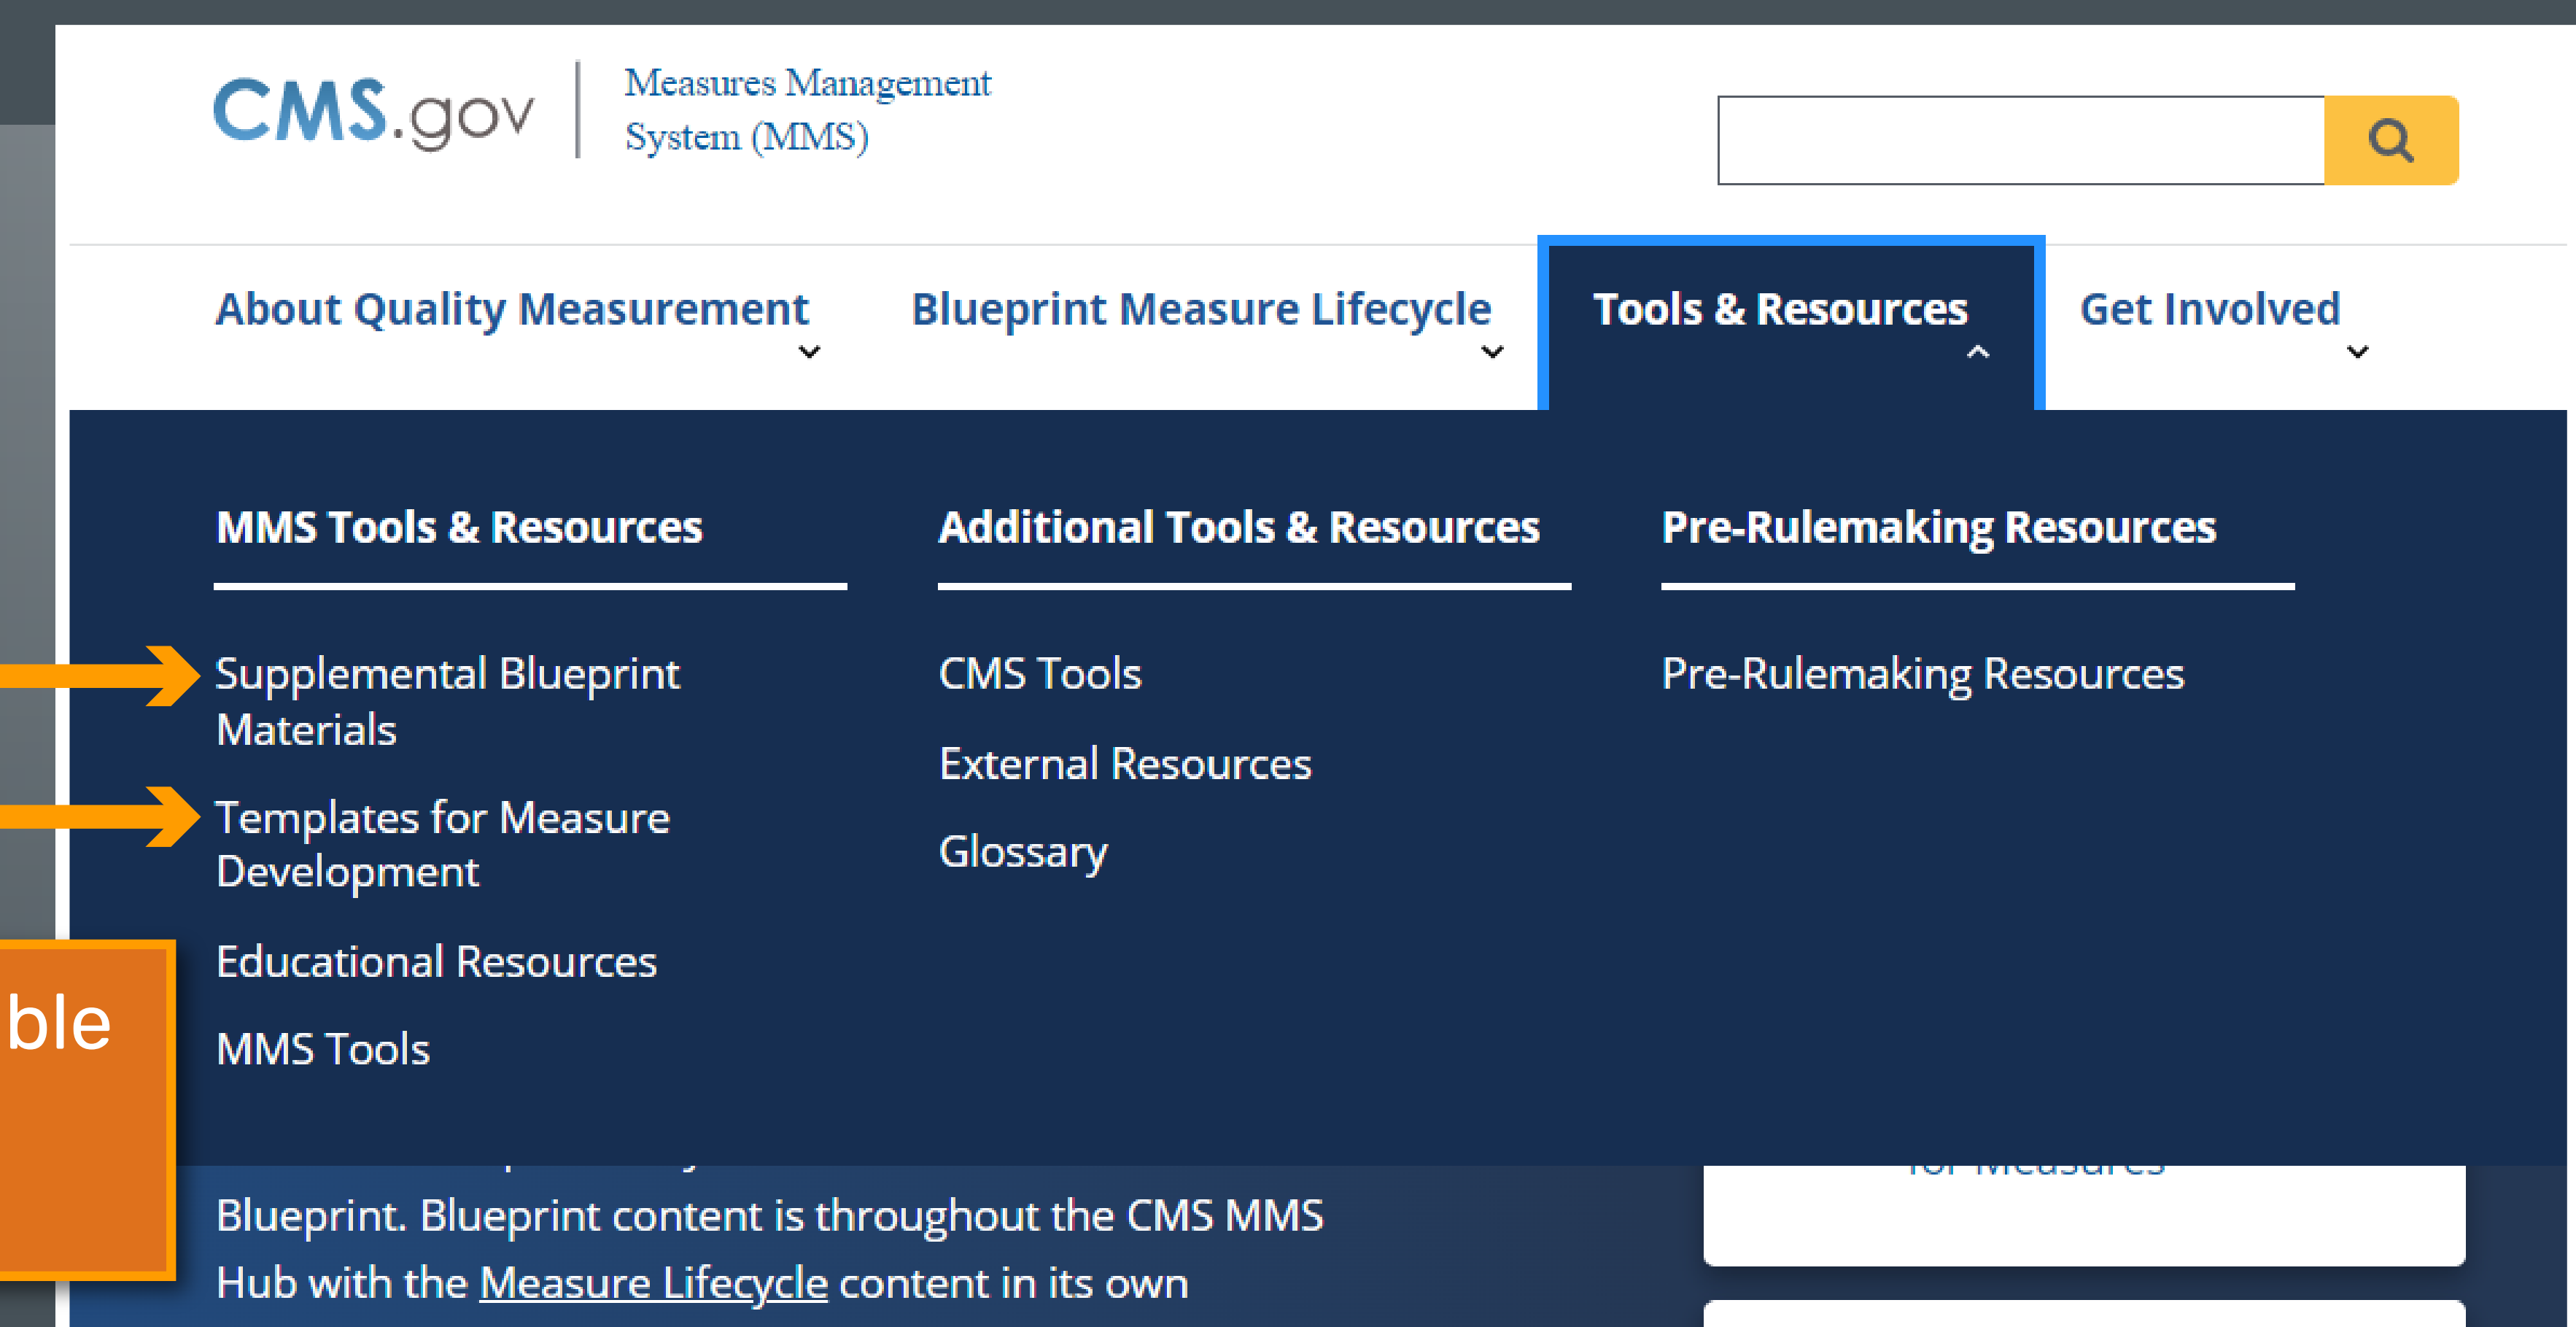 CMS.gov
Measures Management
System (MMS)
About Quality Measurement
Blueprint Measure Lifecycle
Tools & Resources
Get Involved
MMS Tools & Resources
Supplemental Blueprint
Materials
Templates for Measure
Development
Educational Resources
MMS Tools
Additional Tools & Resources
CMS Tools
External Resources
Glossary
Pre-Rulemaking Resources
Pre-Rulemaking Resources
ble
for Measures
Blueprint. Blueprint content is throughout the CMS MMS
Hub with the Measure Lifecycle content in its own